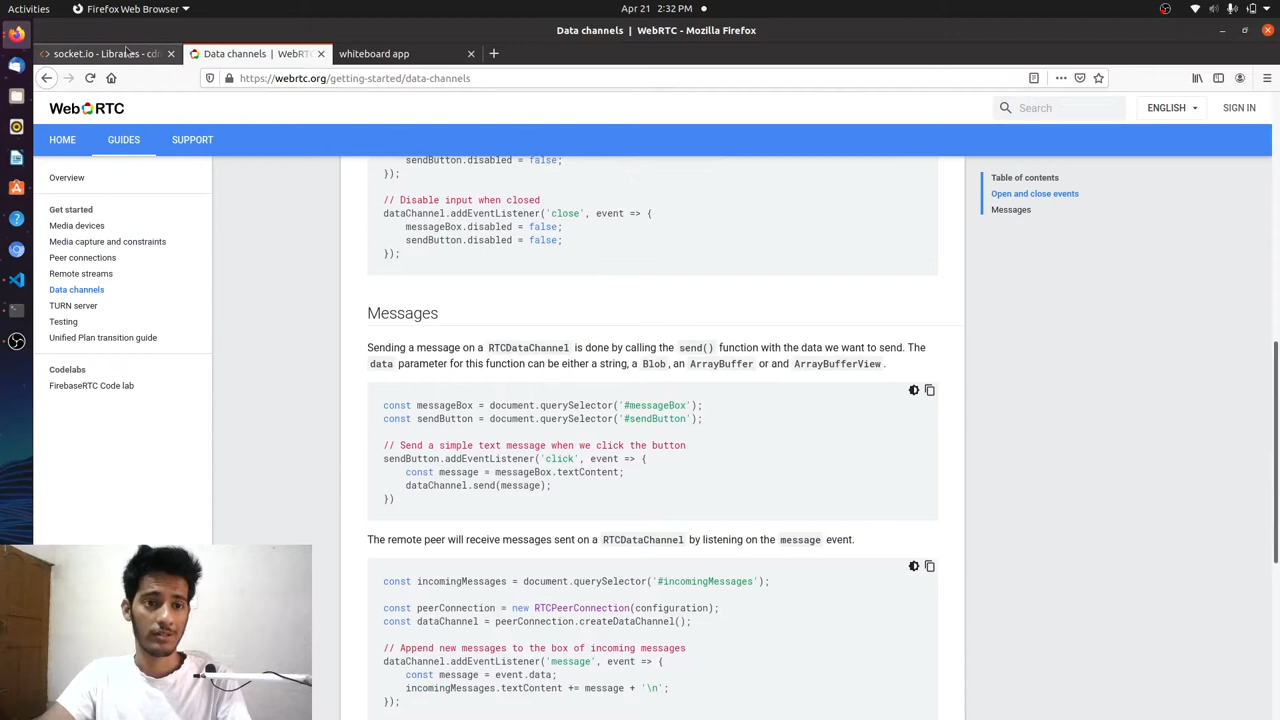 Activities
Firefox Web Browser
Apr 21 2:32 PM
Data channels | WebRTC - Mozilla Firefox
socket.io - Libraries - cdn
Data channels | WebRT
whiteboard app
https://webrtc.org/getting-started/data-channels
WebRTC
Search
ENGLISH
SIGN IN
HOME
GUIDES
SUPPORT
Overview
Get started
Media devices
Media capture and constraints
Peer connections
Remote streams
Data channels
TURN server
Testing
Unified Plan transition guide
Codelabs
FirebaseRTC Code lab
sendButton.disabled = false;
});
// Disable input when closed
dataChannel.addEventListener('close', event => {
messageBox.disabled = false;
sendButton.disabled = false;
});
Messages
Sending a message on a RTCDataChannel is done by calling the send() function with the data we want to send. The
data parameter for this function can be either a string, a Blob, an ArrayBuffer or and ArrayBufferView.
const messageBox = document.querySelector('#messageBox');
const sendButton = document.querySelector('#sendButton');
// Send a simple text message when we click the button
sendButton.addEventListener('click', event => {
const message = messageBox.textContent;
dataChannel.send(message);
})
The remote peer will receive messages sent on a RTCDataChannel by listening on the message event.
const incomingMessages = document.querySelector('#incomingMessages');
const peerConnection = new RTCPeerConnection(configuration);
const dataChannel = peerConnection.createDataChannel();
// Append new messages to the box of incoming messages
dataChannel.addEventListener('message', event => {
const message = event.data;
incomingMessages.textContent += message + '\n';
});
Table of contents
Open and close events
Messages